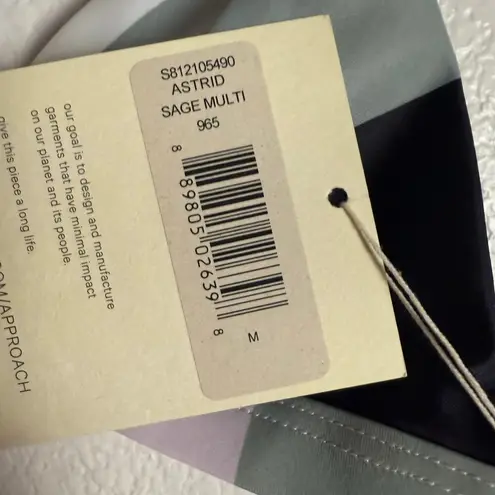 S812105490
ASTRID
SAGE MULTI
965
8 89805 02639 8
M
our goal is to design and manufacture
garments that have minimal impact
on our planet and its people.
give this piece a long life.
OM/APPROACH